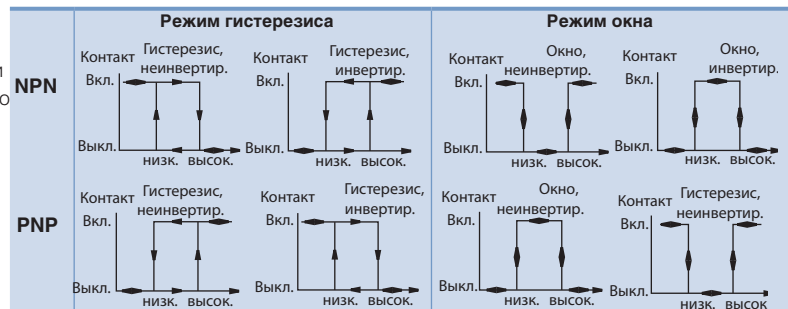 Режим гистерезиса Режим окна
и
о
NPN
Контакт Гистерезис,
неинвертир.
Вкл.
Выкл.
низк. высок.
Контакт Гистерезис,
инвертир.
низк. высок.
Контакт Окно,
неинвертир.
Вкл.
Выкл.
низк. высок.
Контакт Окно,
инвертир.
Вкл.
Выкл.
низк. высок.
PNP
Контакт Гистерезис,
неинвертир.
Вкл.
Выкл.
низк. высок.
Контакт Гистерезис,
инвертир.
Вкл.
Выкл.
низк. высок.
Контакт Окно,
неинвертир.
Вкл.
Выкл.
низк. высок.
Контакт Гистерезис,
неинвертир.
Вкл.
Выкл.
низк. высок